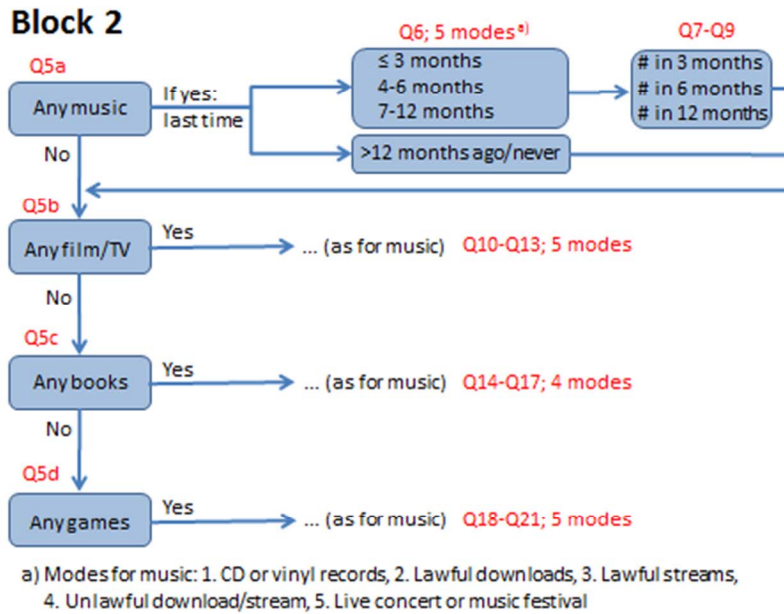 Block 2
Q5a
Any music
If yes:
last time
No
Q6; 5 modes a)
≤ 3 months
4-6 months
7-12 months
>12 months ago/never
Q7-Q9
# in 3 months
# in 6 months
# in 12 months
Q5b
Any film/TV
Yes
... (as for music) Q10-Q13; 5 modes
No
Q5c
Any books
Yes
... (as for music) Q14-Q17; 4 modes
No
Q5d
Any games
Yes
... (as for music) Q18-Q21; 5 modes
a) Modes for music: 1. CD or vinyl records, 2. Lawful downloads, 3. Lawful streams,
4. Unlawful download/stream, 5. Live concert or music festival